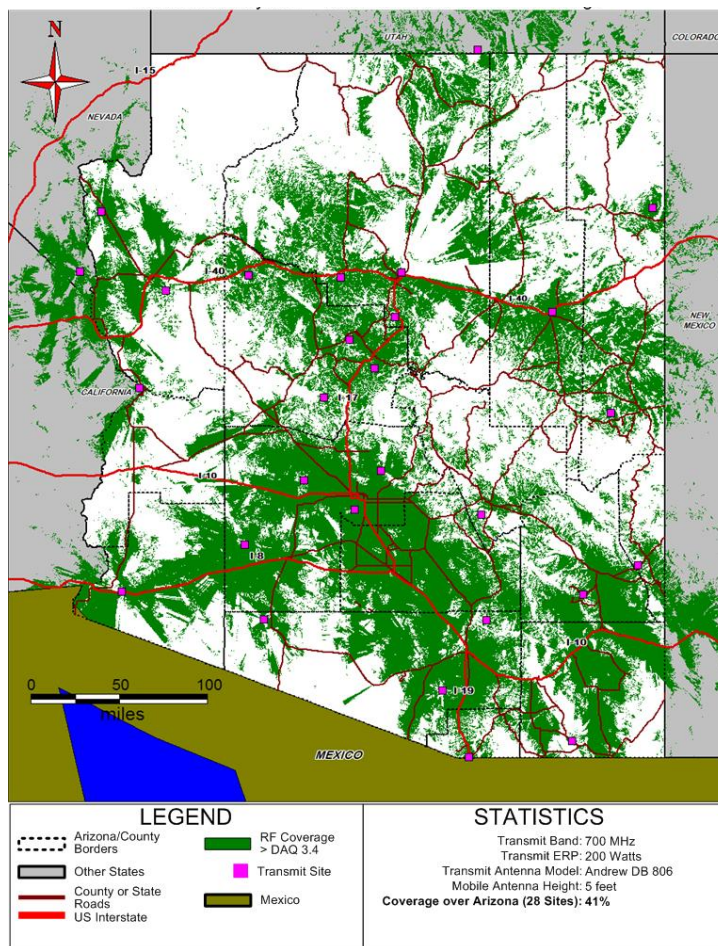 N
UTAH
COLORADO
I-15
NEVADA
I-40
I-40
NEW
MEXICO
CALIFORNIA
I-17
I-10
I-8
I-10
0 50 100
miles
I-19
MEXICO
LEGEND
Arizona/County
Borders
RF Coverage
> DAQ 3.4
Other States
Transmit Site
County or State
Roads
Mexico
US Interstate
STATISTICS
Transmit Band: 700 MHz
Transmit ERP: 200 Watts
Transmit Antenna Model: Andrew DB 806
Mobile Antenna Height: 5 feet
Coverage over Arizona (28 Sites): 41%